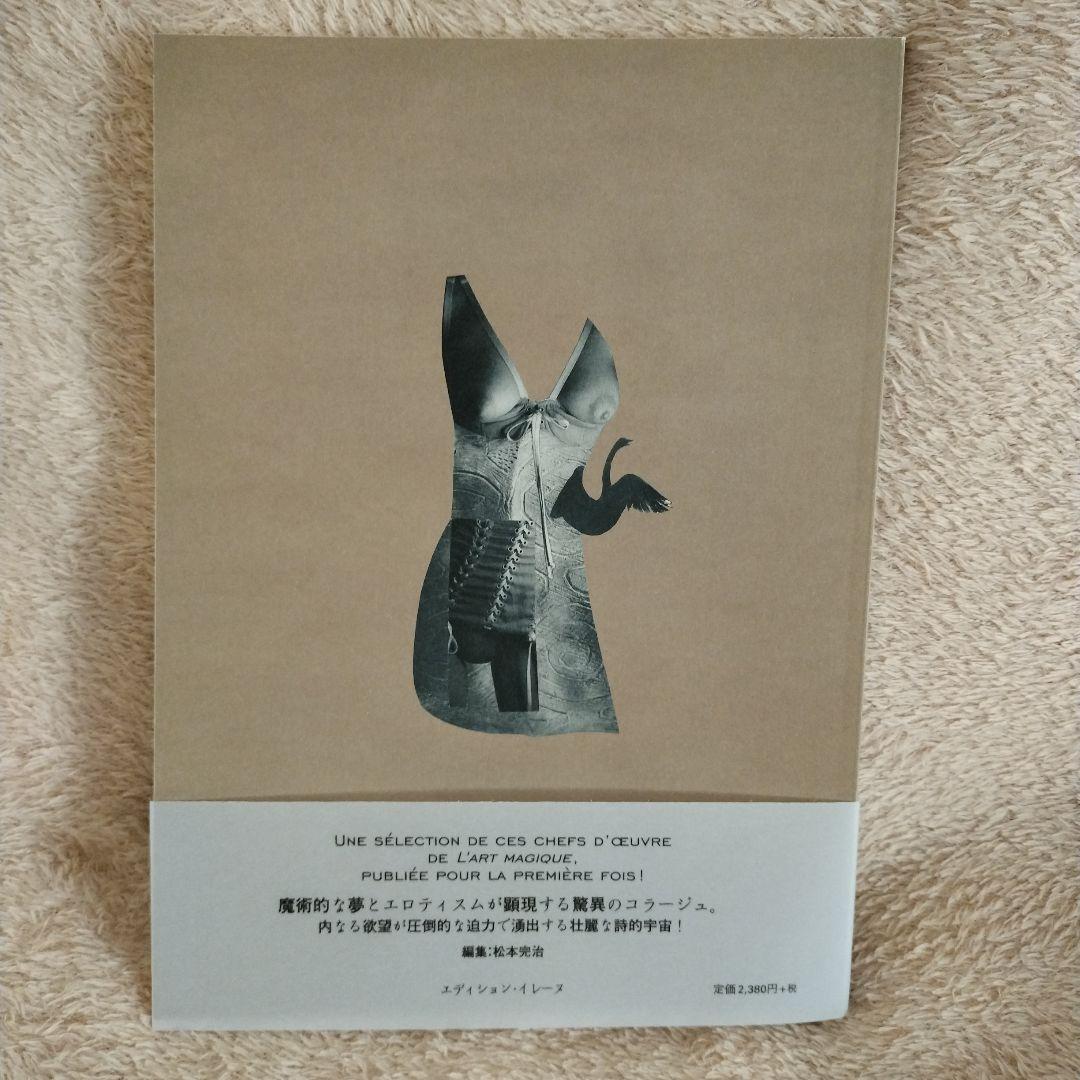 UNE SÉLECTION DE CES CHEFS D'ŒUVRE
DE L'ART MAGIQUE,
PUBLIÉE POUR LA PREMIÈRE FOIS!
魔術的な夢とエロティスムが顕現する驚異のコラージュ。
内なる欲望が圧倒的な迫力で湧出する壮麗な詩的宇宙！
編集:松本完治
エディション・イレーヌ
定価2,380円+税